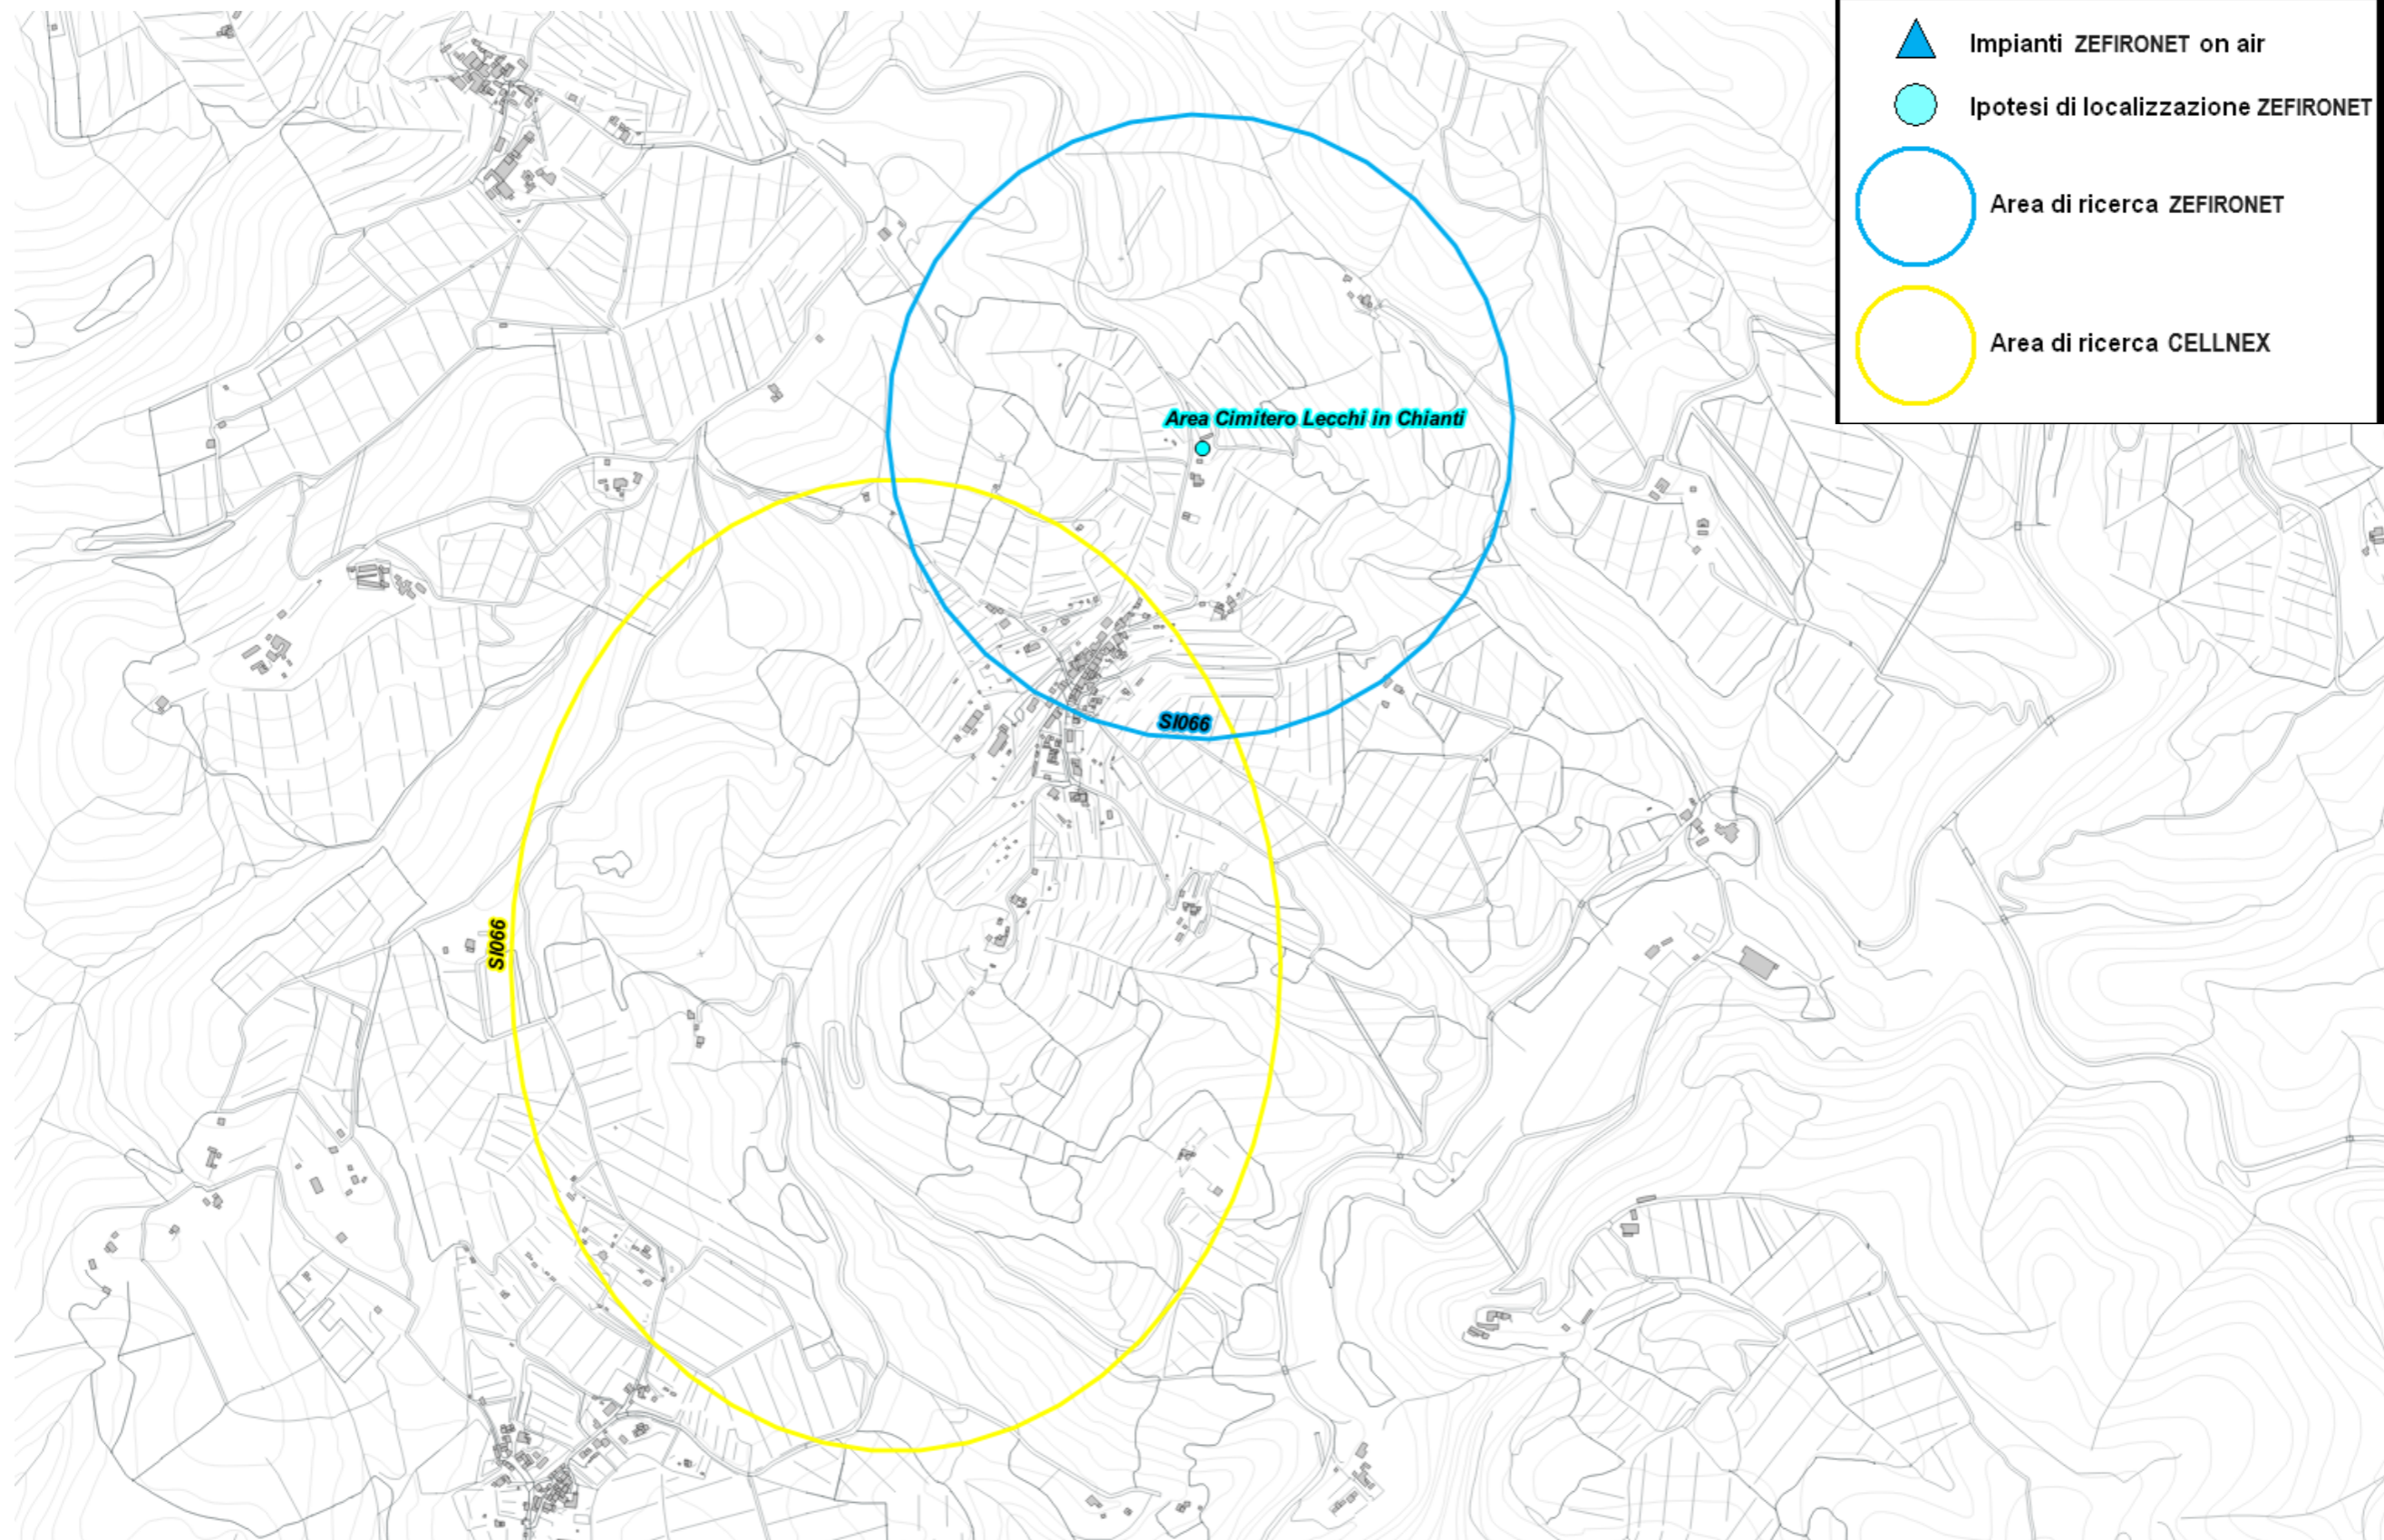 Impianti ZEFIRONET on air
Ipotesi di localizzazione ZEFIRONET
Area di ricerca ZEFIRONET
Area di ricerca CELLNEX
Area Cimitero Lecchi in Chianti
SI066
SI066